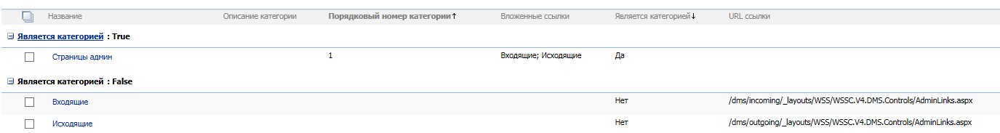 Название Описание категории Порядковый номер категории↑ Вложенные ссылки Является категорией↓ URL ссылки
Является категорией : True
Страницы админ 1 Входящие; Исходящие Да
Является категорией : False
Входящие Нет /dms/incoming/_layouts/WSS/WSSC.V4.DMS.Controls/AdminLinks.aspx
Исходящие Нет /dms/outgoing/_layouts/WSS/WSSC.V4.DMS.Controls/AdminLinks.aspx